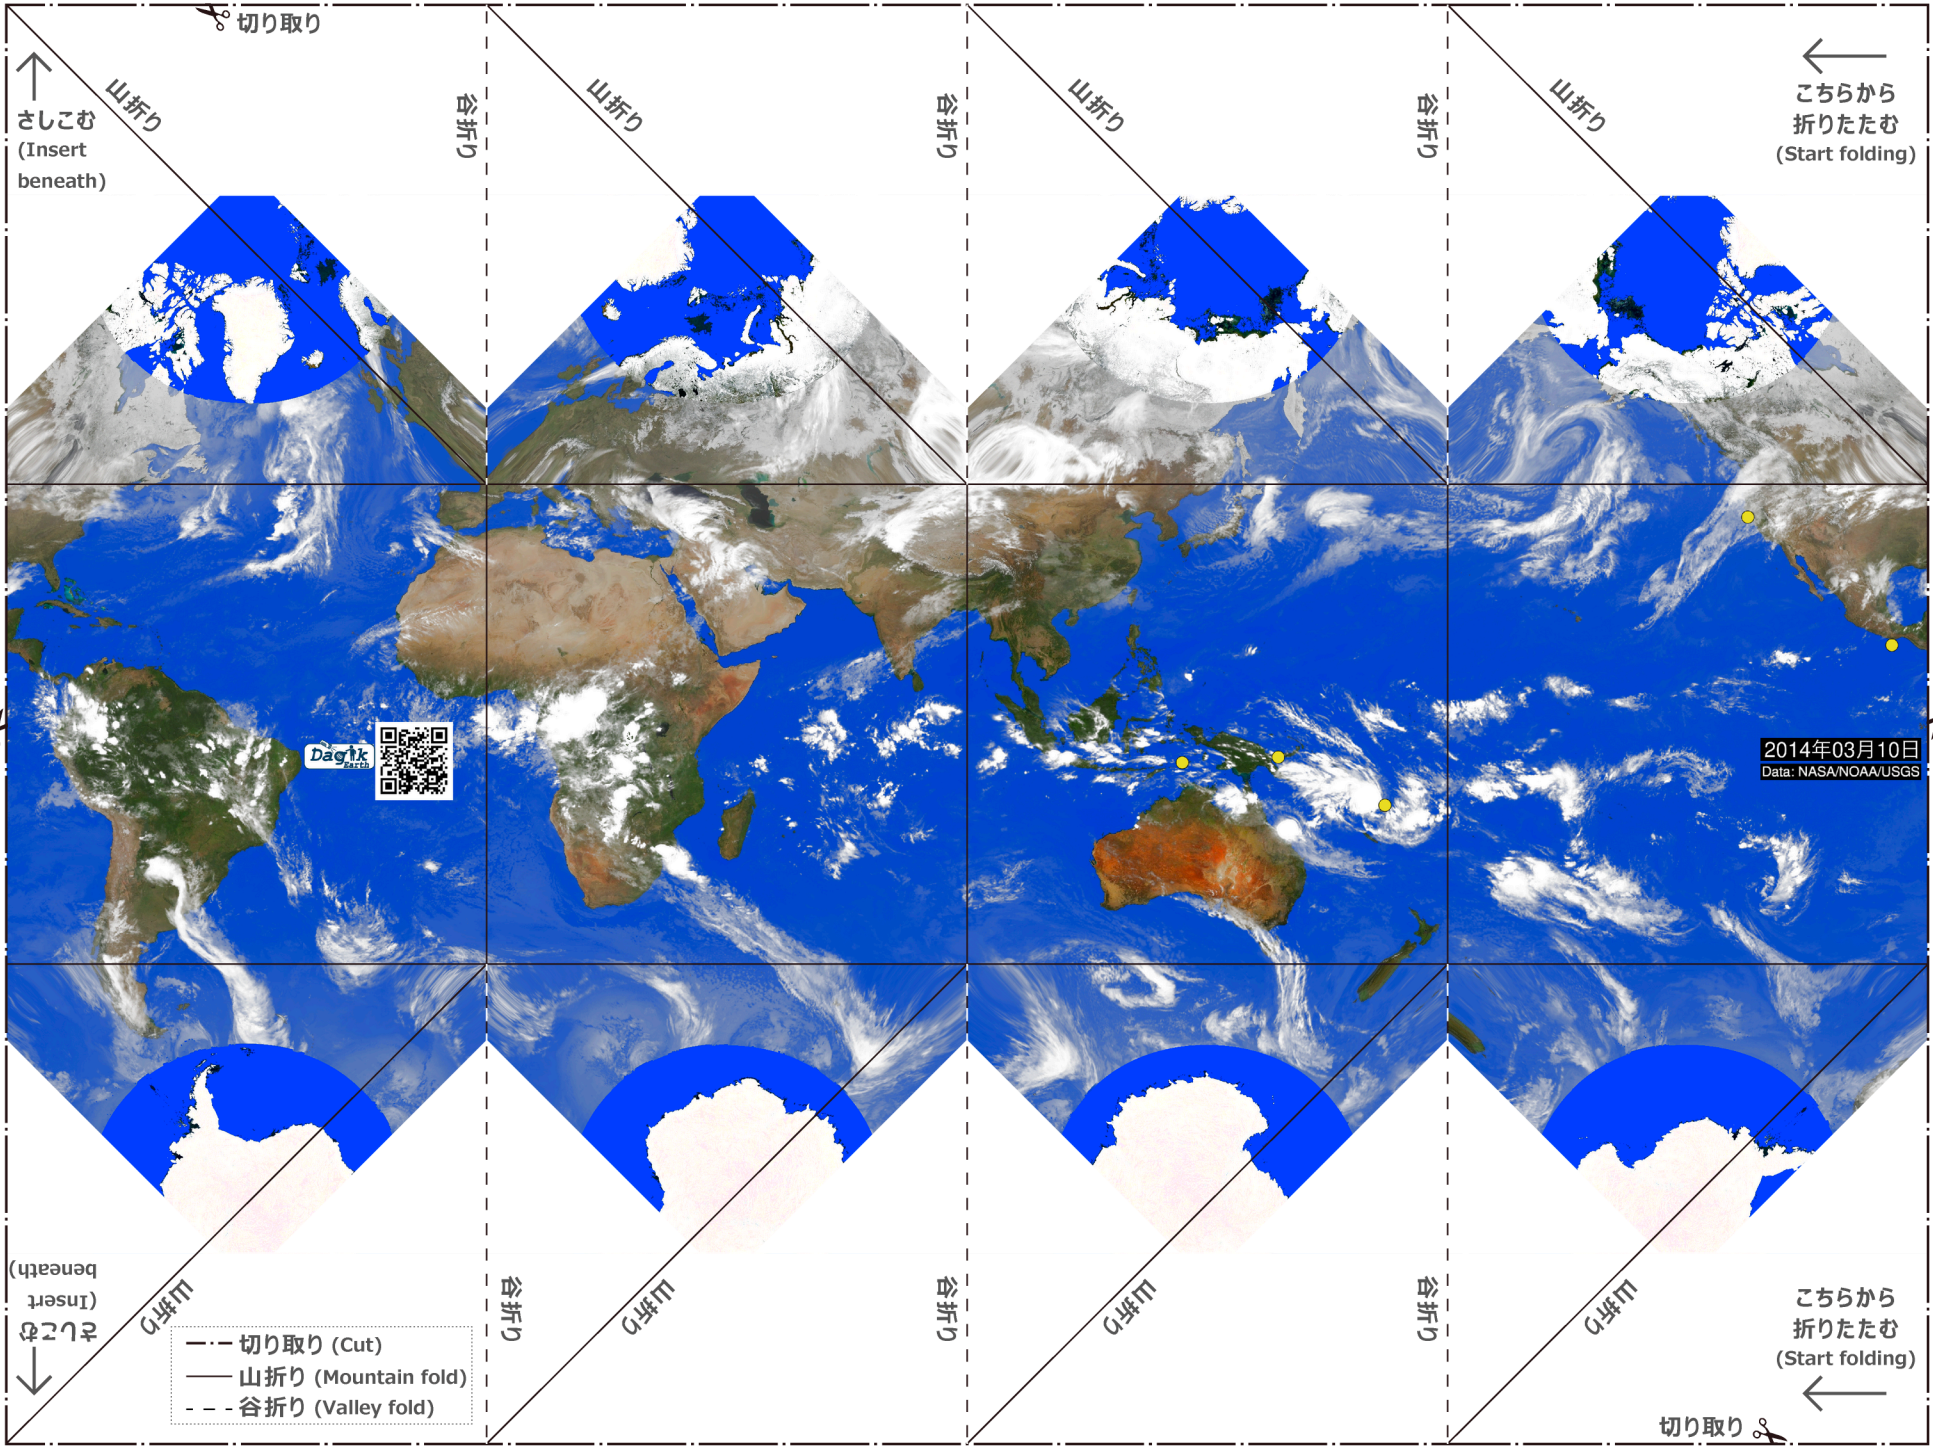 切り取り
山折り
谷折り
山折り
谷折り
山折り
谷折り
山折り
さしこむ
(Insert
beneath)
こちらから
折りたたむ
(Start folding)
Dagik
Earth
2014年03月10日
Data: NASA/NOAA/USGS
さしこむ
(Insert
beneath)
山折り
谷折り
山折り
谷折り
山折り
谷折り
山折り
こちらから
折りたたむ
(Start folding)
切り取り (Cut)
山折り (Mountain fold)
谷折り (Valley fold)
切り取り